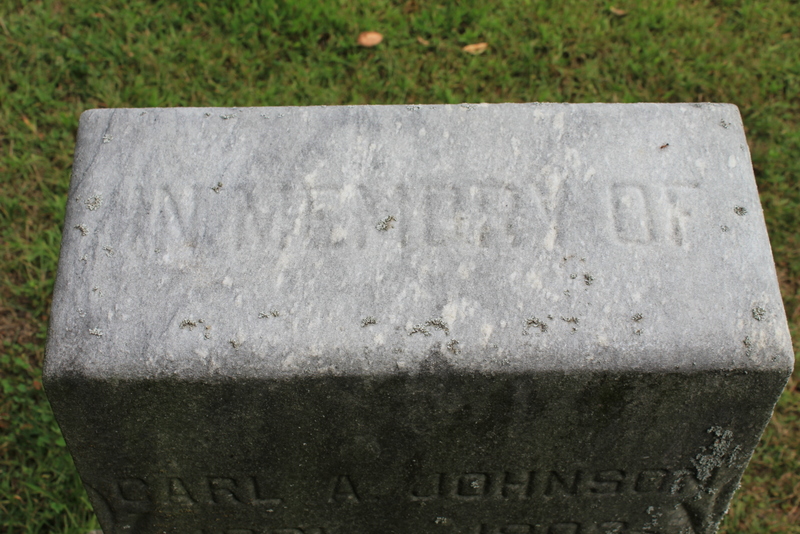 IN MEMORY OF
CARL A JOHNSON